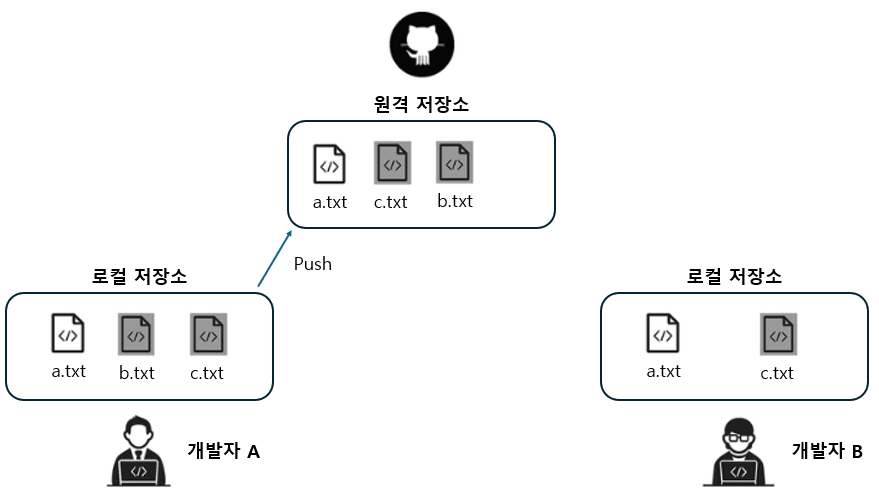 원격 저장소
a.txt c.txt b.txt
Push
로컬 저장소
a.txt b.txt c.txt
개발자 A
로컬 저장소
a.txt c.txt
개발자 B